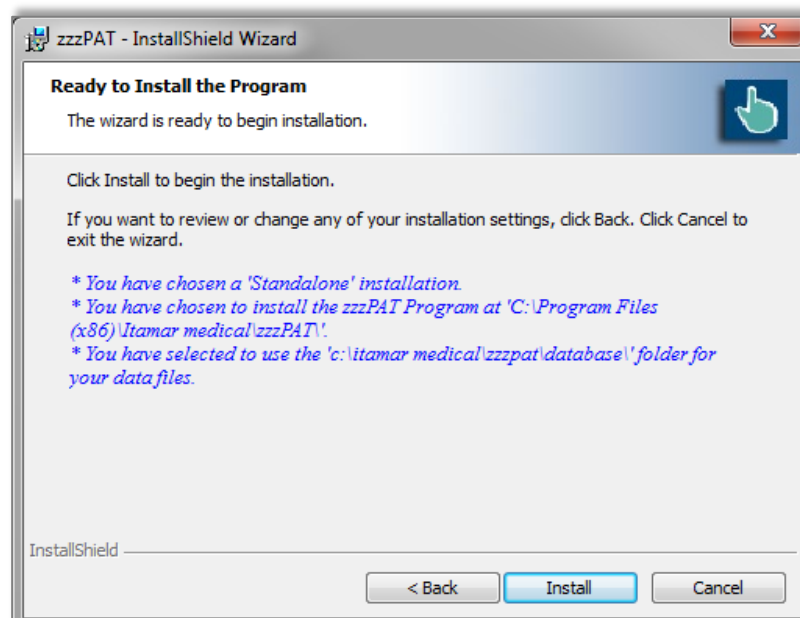 zzzPAT - InstallShield Wizard
Ready to Install the Program
The wizard is ready to begin installation.
Click Install to begin the installation.
If you want to review or change any of your installation settings, click Back. Click Cancel to
exit the wizard.
* You have chosen a 'Standalone' installation.
* You have chosen to install the zzzPAT Program at 'C:\Program Files
(x86)\Itamar medical\zzzPAT\'.
* You have selected to use the 'c:\itamar medical\zzzpat\database\' folder for
your data files.
InstallShield
< Back Install Cancel